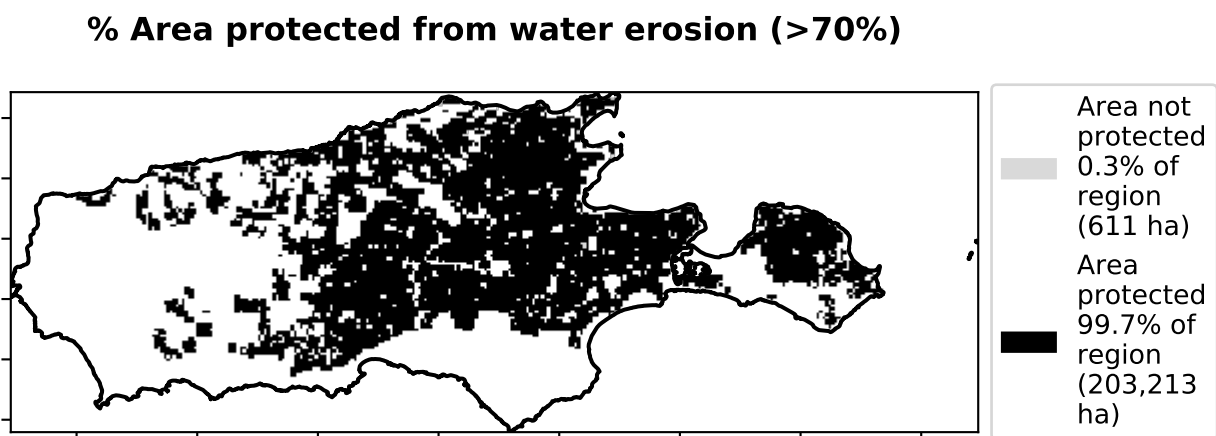 % Area protected from water erosion (>70%)
Area not
protected
0.3% of
region
(611 ha)
Area
protected
99.7% of
region
(203,213
ha)